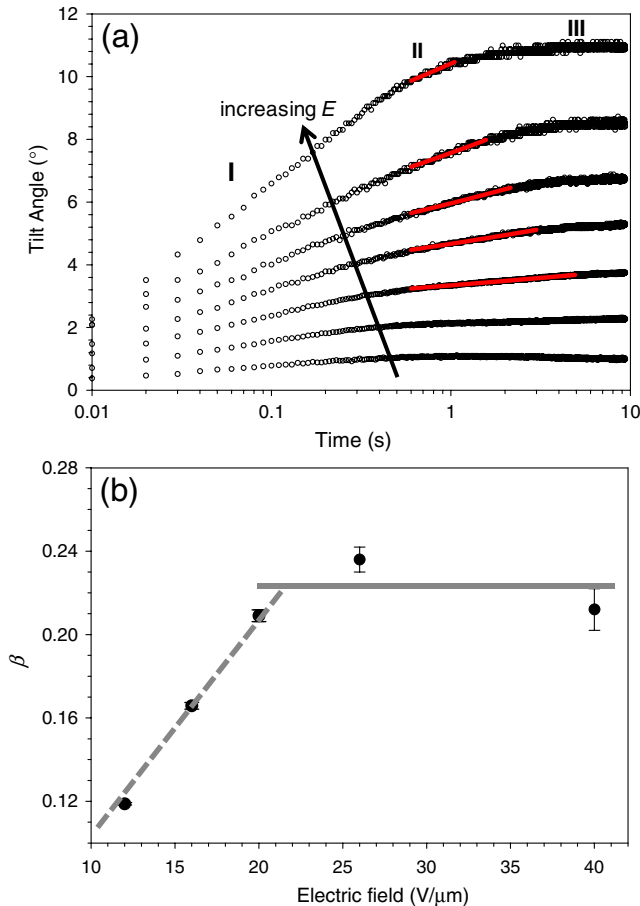 (a)
II
III
increasing E
I
12
10
8
6
4
2
0
Tilt Angle (°)
0.01
0.1
1
10
Time (s)
(b)
0.28
0.24
0.20
0.16
0.12
β
10
15
20
25
30
35
40
Electric field (V/μm)